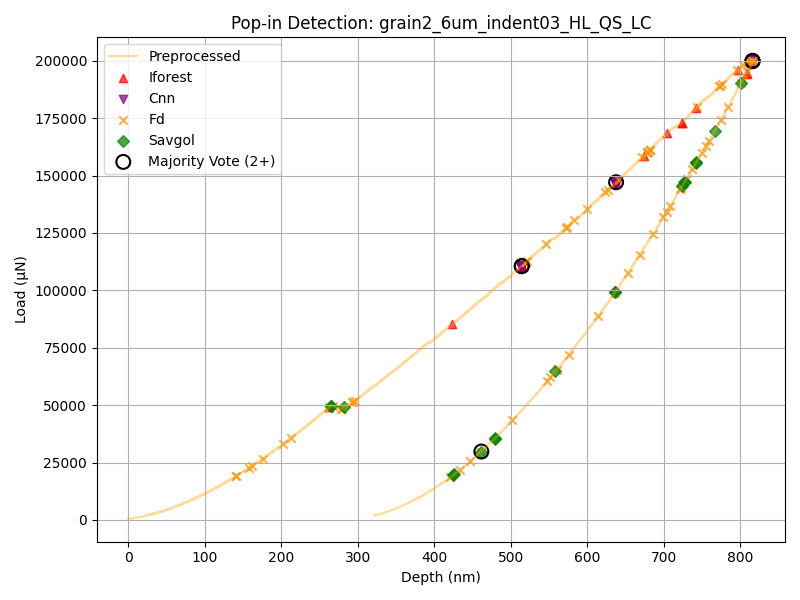 Pop-in Detection: grain2_6um_indent03_HL_QS_LC
Preprocessed
Iforest
Cnn
Fd
Savgol
Majority Vote (2+)
Load (µN)
200000
175000
150000
125000
100000
75000
50000
25000
0
0 100 200 300 400 500 600 700 800
Depth (nm)